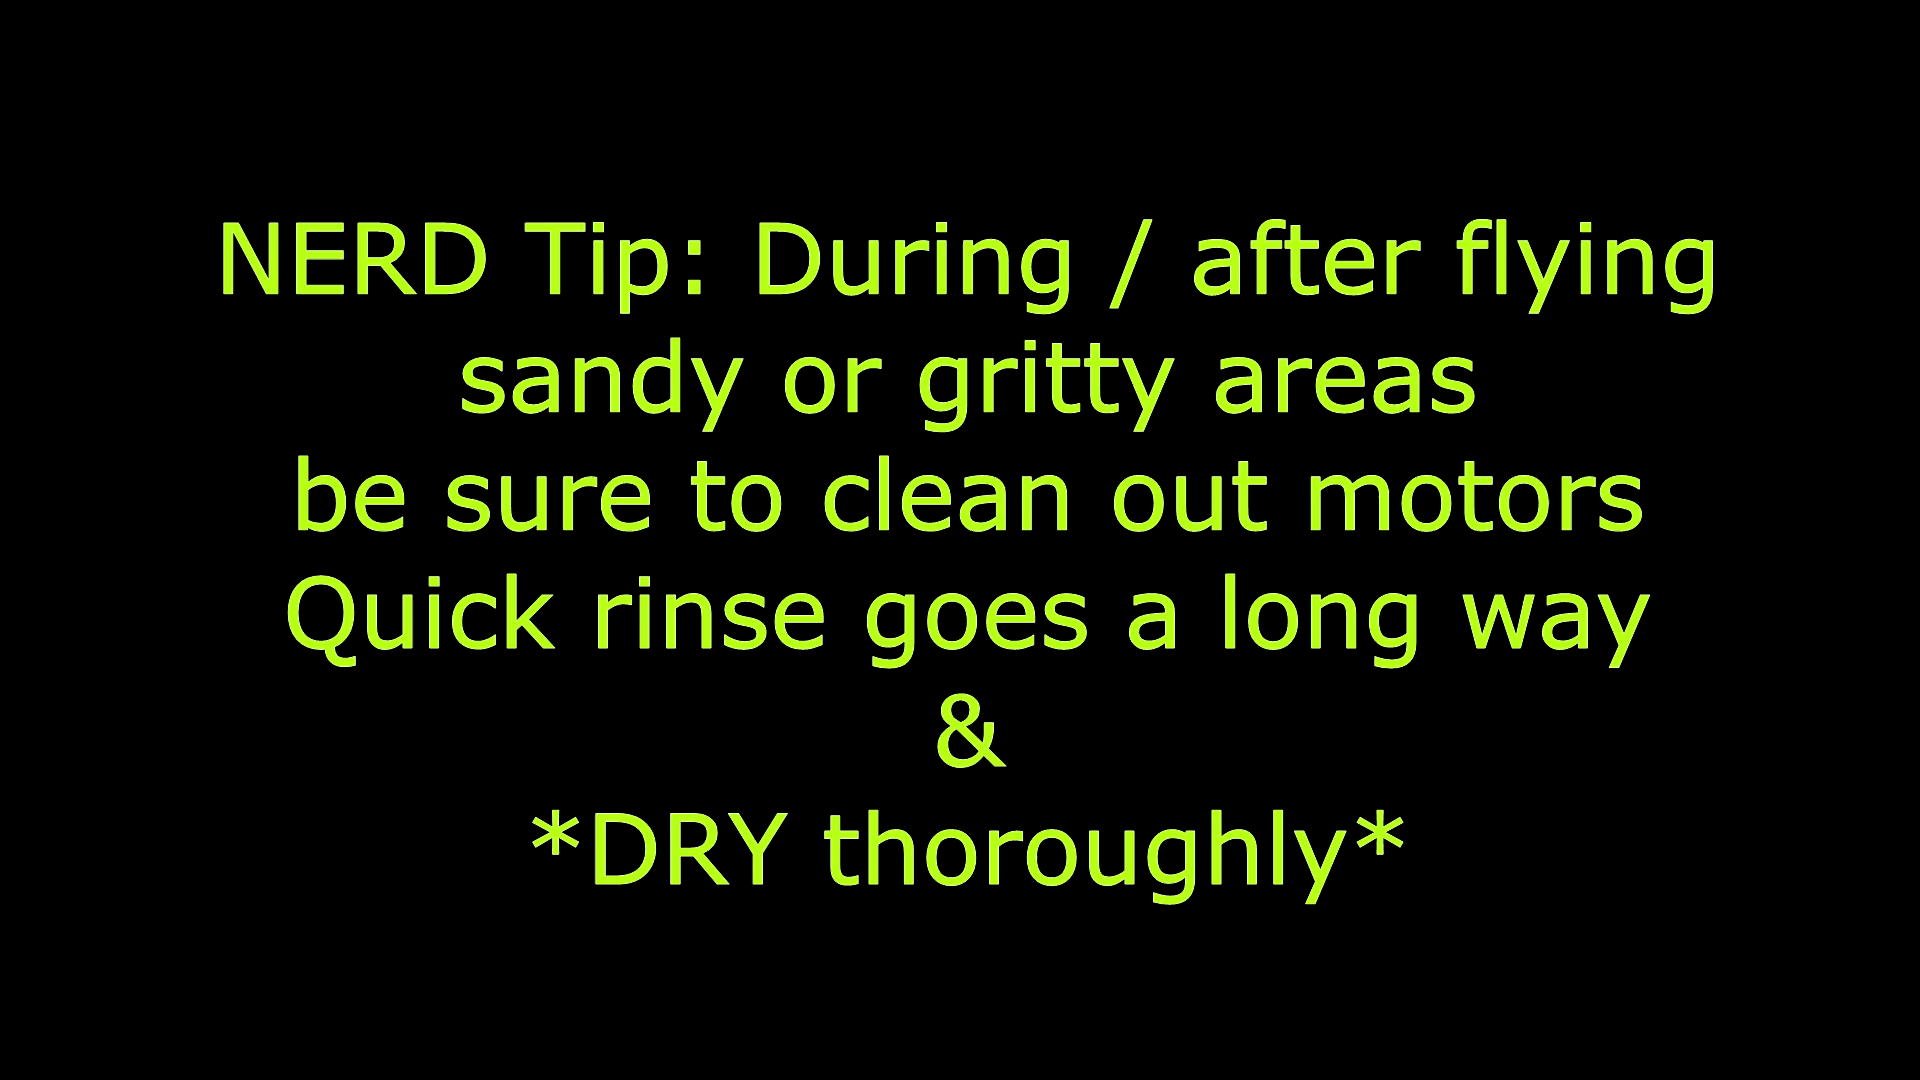 NERD Tip: During / after flying
sandy or gritty areas
be sure to clean out motors
Quick rinse goes a long way
&
*DRY thoroughly*